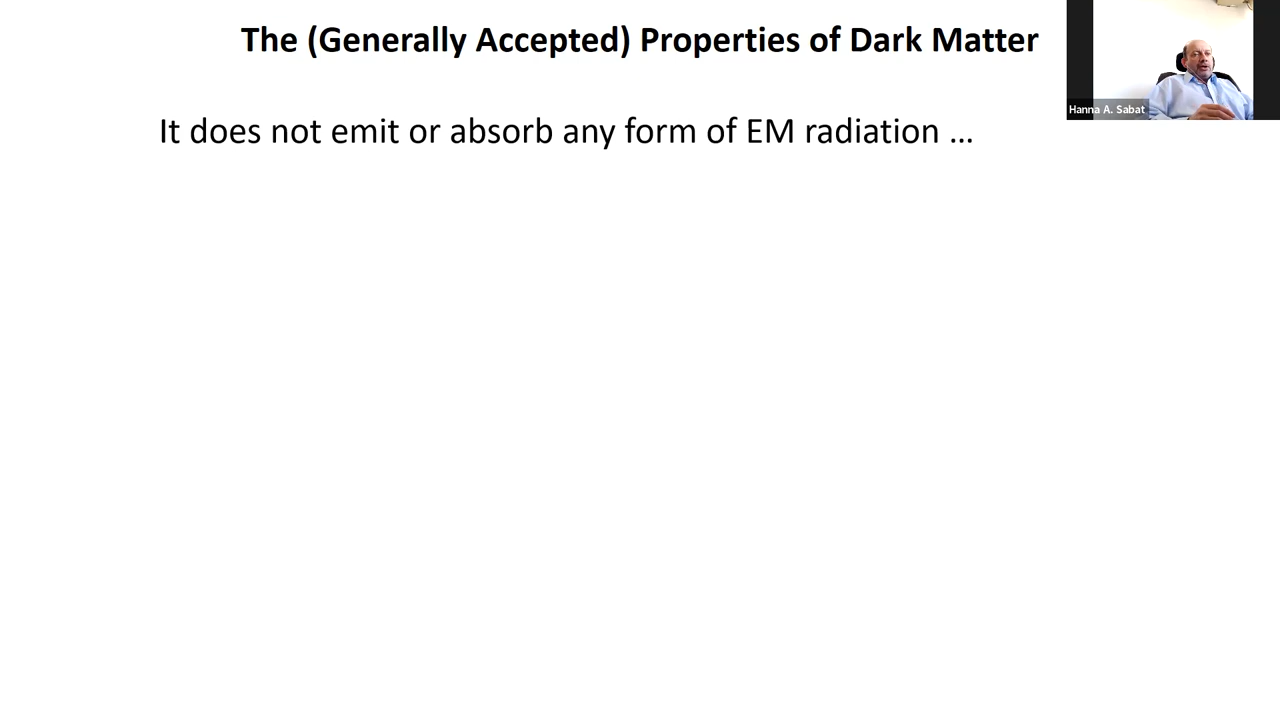 The (Generally Accepted) Properties of Dark Matter
Hanna A. Sabat
It does not emit or absorb any form of EM radiation …